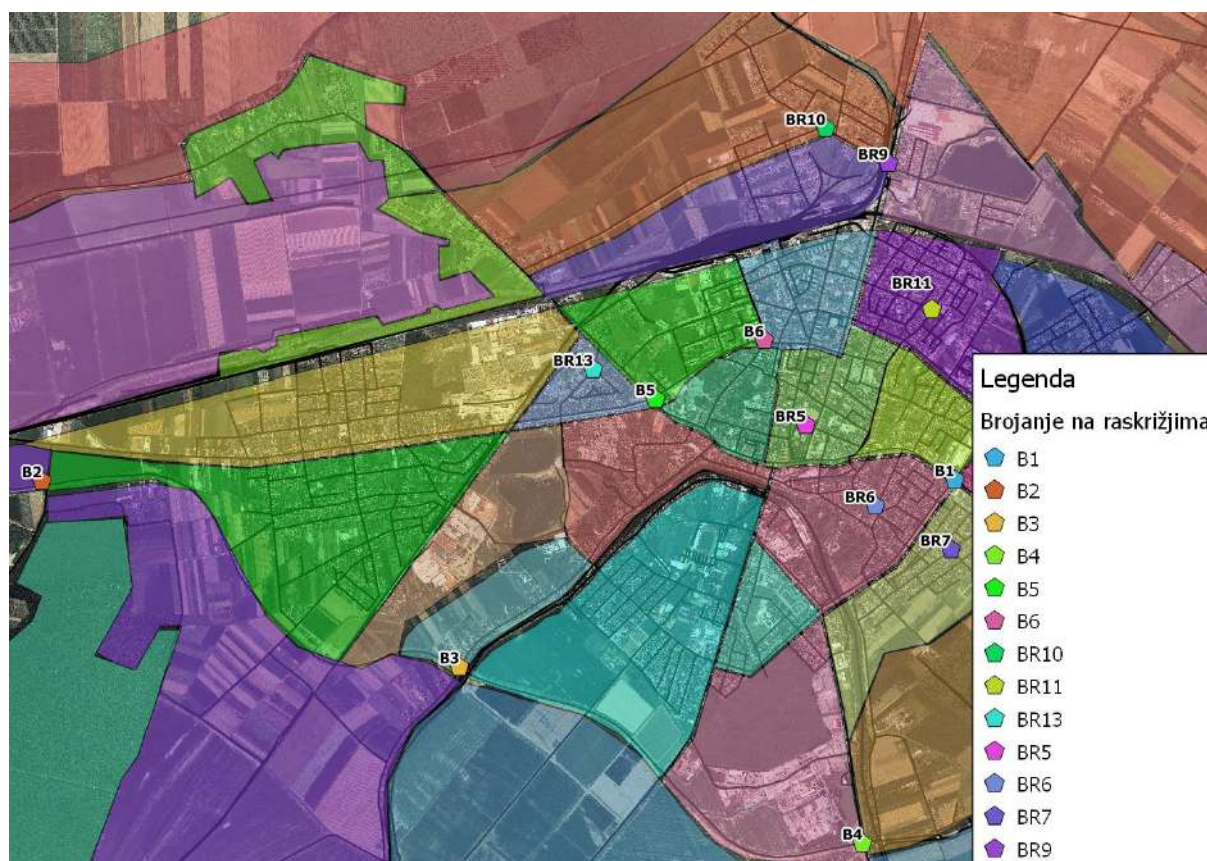 BR10
BR9
BR11
B6
BR13
B5
BR5
B2
B1
BR6
BR7
B3
B4
Legenda
Brojanje na raskrižjima
B1
B2
B3
B4
B5
B6
BR10
BR11
BR13
BR5
BR6
BR7
BR9